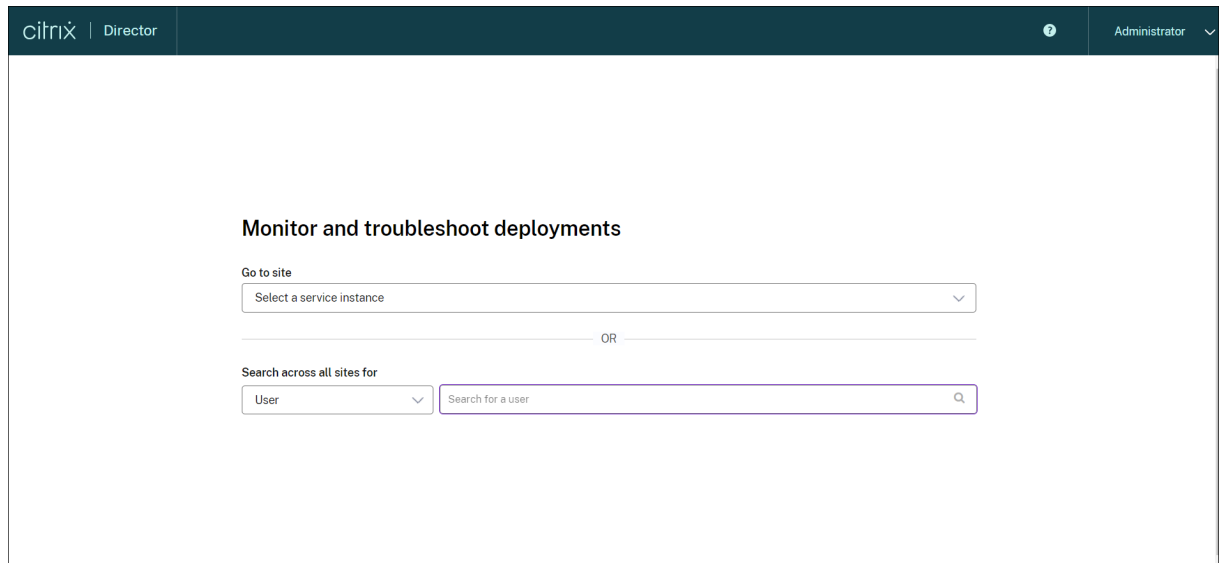 citrix | Director
? Administrator
Monitor and troubleshoot deployments
Go to site
Select a service instance
OR
Search across all sites for
User
Search for a user